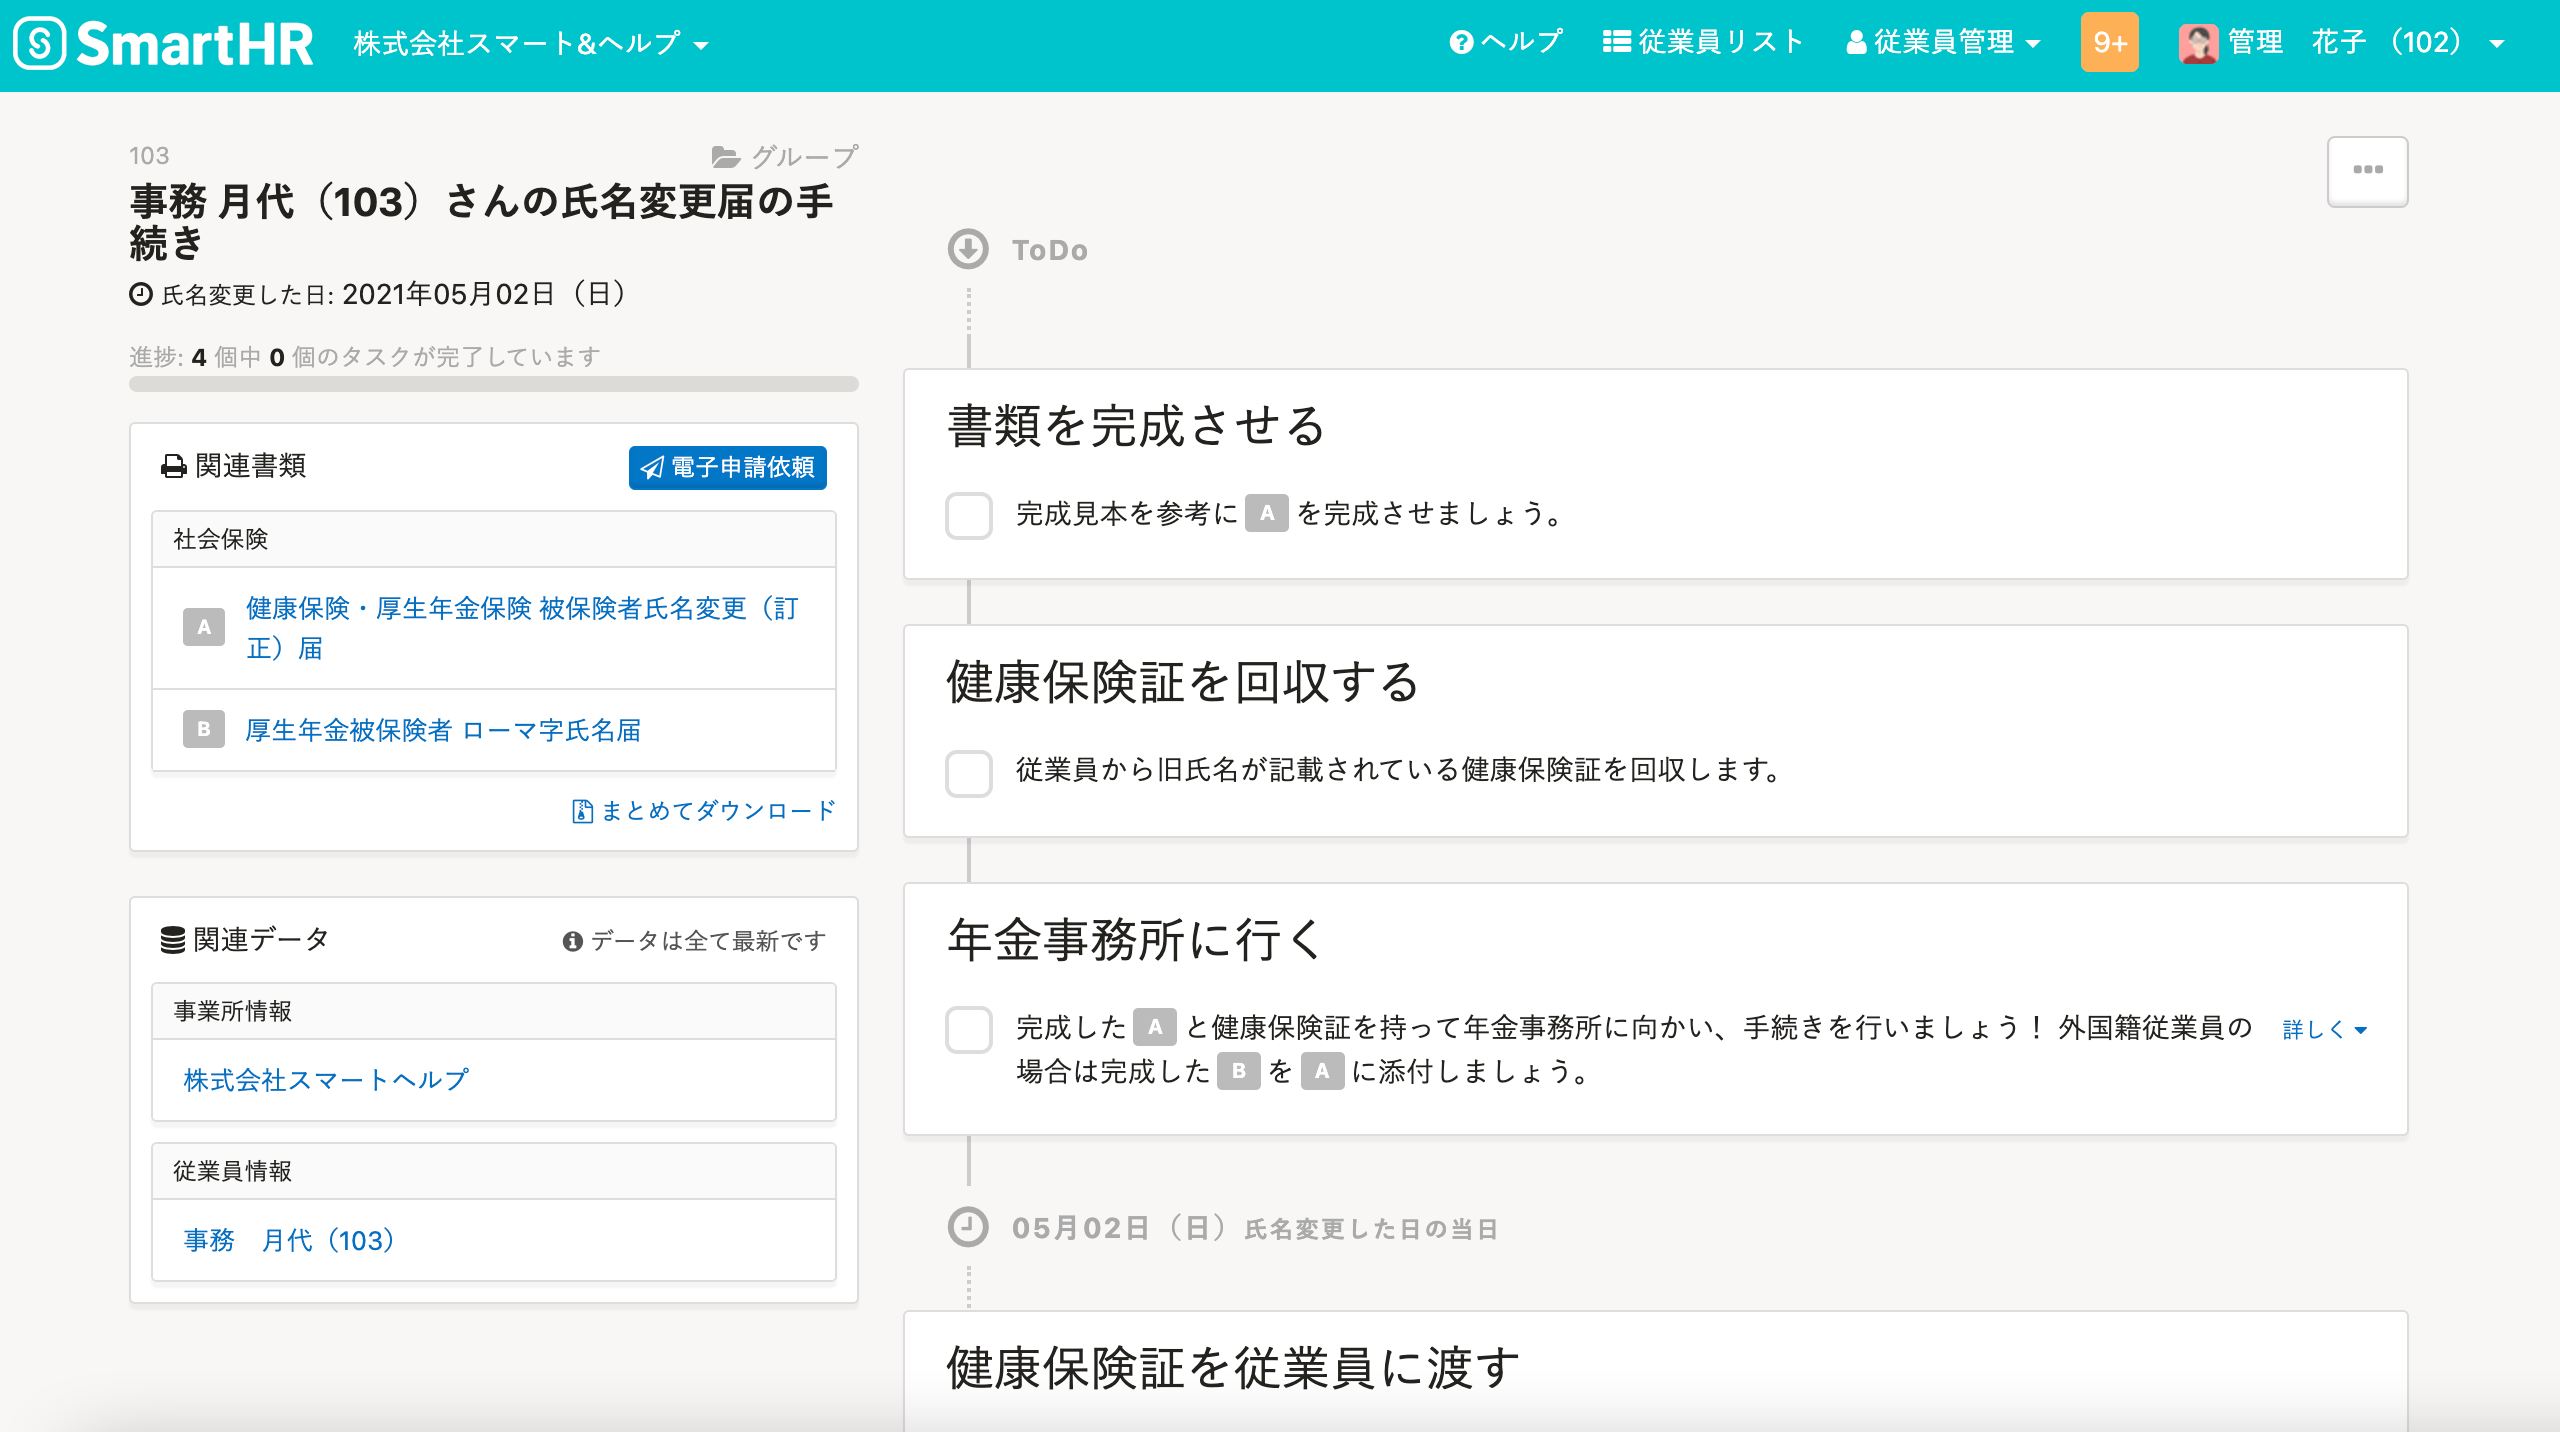 SmartHR 株式会社スマート&ヘルプ ヘルプ 従業員リスト 従業員管理 9+ 管理　花子（102）
103
グループ
事務 月代（103）さんの氏名変更届の手
続き
氏名変更した日: 2021年05月02日（日）
進捗: 4 個中 0 個のタスクが完了しています
関連書類
電子申請依頼
社会保険
A 健康保険・厚生年金保険 被保険者氏名変更（訂
正）届
B 厚生年金被保険者 ローマ字氏名届
まとめてダウンロード
関連データ
データは全て最新です
事業所情報
株式会社スマートヘルプ
従業員情報
事務　月代（103）
ToDo
書類を完成させる
完成見本を参考に A を完成させましょう。
健康保険証を回収する
従業員から旧氏名が記載されている健康保険証を回収します。
年金事務所に行く
完成した A と健康保険証を持って年金事務所に向かい、手続きを行いましょう！ 外国籍従業員の
場合は完成した B を A に添付しましょう。
詳しく
05月02日（日）氏名変更した日の当日
健康保険証を従業員に渡す